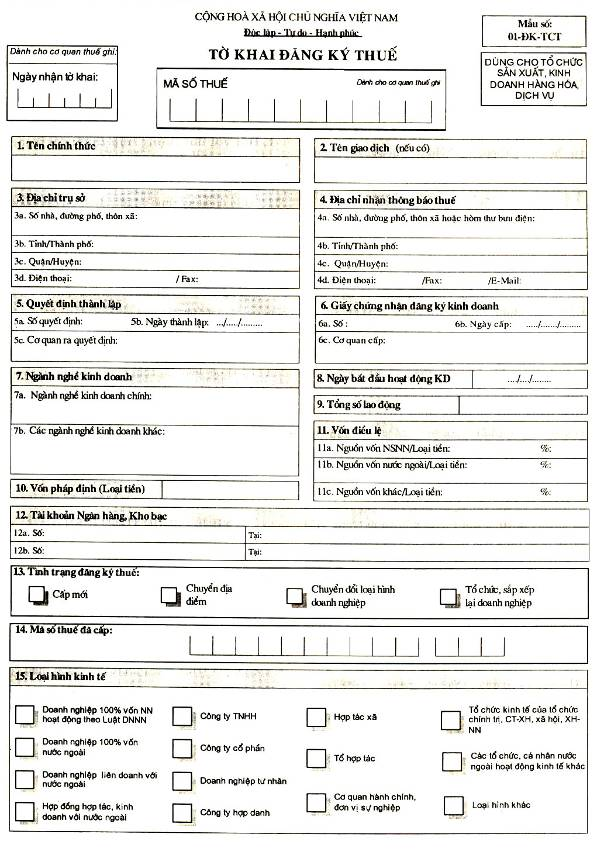 CỘNG HOÀ XÃ HỘI CHỦ NGHĨA VIỆT NAM
Độc lập - Tự do - Hạnh phúc
TỜ KHAI ĐĂNG KÝ THUẾ
Mẫu số:
01-ĐK-TCT
DÙNG CHO TỔ CHỨC
SẢN XUẤT, KINH
DOANH HÀNG HÓA,
DỊCH VỤ
Dành cho cơ quan thuế ghi:
Ngày nhận tờ khai:
MÃ SỐ THUẾ
Dành cho cơ quan thuế ghi
1. Tên chính thức
2. Tên giao dịch (nếu có)
3. Địa chỉ trụ sở
3a. Số nhà, đường phố, thôn xã:
3b. Tỉnh/Thành phố:
3c. Quận/Huyện:
3d. Điện thoại: / Fax:
4. Địa chỉ nhận thông báo thuế
4a. Số nhà, đường phố, thôn xã hoặc hòm thư bưu điện:
4b. Tỉnh/Thành phố:
4c. Quận/Huyện:
4d. Điện thoại: /Fax: /E-Mail:
5. Quyết định thành lập
5a. Số quyết định: 5b. Ngày thành lập: .../..../.........
5c. Cơ quan ra quyết định:
6. Giấy chứng nhận đăng ký kinh doanh
6a. Số : 6b. Ngày cấp: ...../....../.......
6c. Cơ quan cấp:
7. Ngành nghề kinh doanh
7a. Ngành nghề kinh doanh chính:
7b. Các ngành nghề kinh doanh khác:
8. Ngày bắt đầu hoạt động KD ..../..../.....
9. Tổng số lao động
10. Vốn pháp định (Loại tiền)
11. Vốn điều lệ
11a. Nguồn vốn NSNN/Loại tiền: %:
11b. Nguồn vốn nước ngoài/Loại tiền: %:
11c. Nguồn vốn khác/Loại tiền: %:
12. Tài khoản Ngân hàng, Kho bạc
12a. Số: Tại:
12b. Số: Tại:
13. Tình trạng đăng ký thuế:
Cấp mới
Chuyển địa
điểm
Chuyển đổi loại hình
doanh nghiệp
Tổ chức, sắp xếp
lại doanh nghiệp
14. Mã số thuế đã cấp:
15. Loại hình kinh tế
Doanh nghiệp 100% vốn NN
hoạt động theo Luật DNNN
Công ty TNHH
Hợp tác xã
Tổ chức kinh tế của tổ chức
chính trị, CT-XH, xã hội, XH-
NN
Doanh nghiệp 100% vốn
nước ngoài
Công ty cổ phần
Tổ hợp tác
Các tổ chức, cá nhân nước
ngoài hoạt động kinh tế khác
Doanh nghiệp liên doanh với
nước ngoài
Doanh nghiệp tư nhân
Cơ quan hành chính,
đơn vị sự nghiệp
Loại hình khác
Hợp đồng hợp tác, kinh
doanh với nước ngoài
Công ty hợp danh